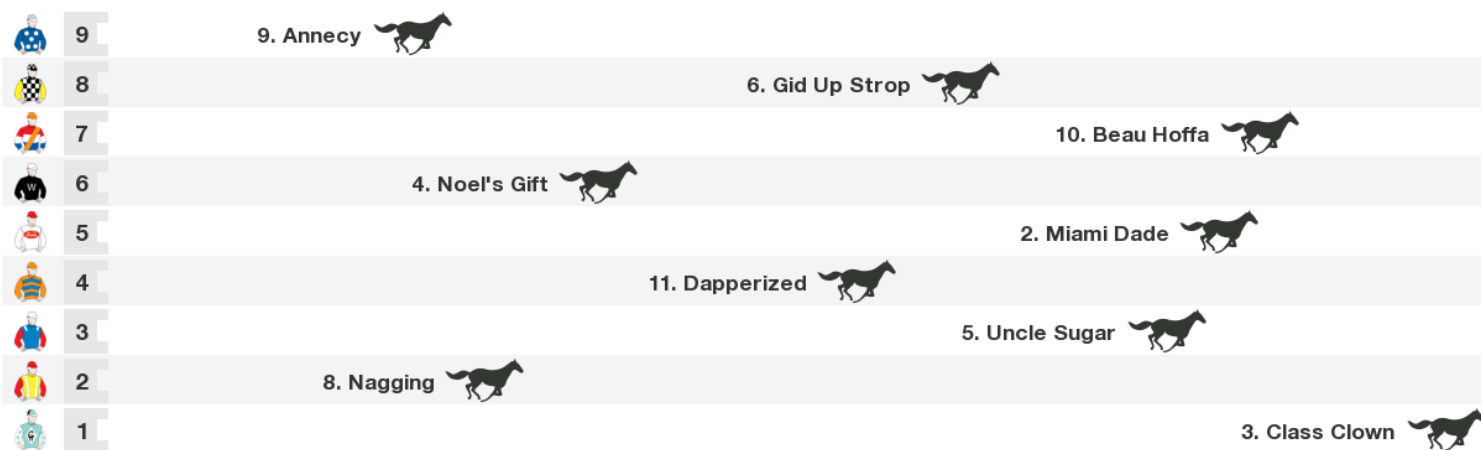 9 9. Annecy
8 6. Gid Up Strop
7 10. Beau Hoffa
W 6 4. Noel's Gift
5 2. Miami Dade
4 11. Dapperized
3 5. Uncle Sugar
2 8. Nagging
1 3. Class Clown